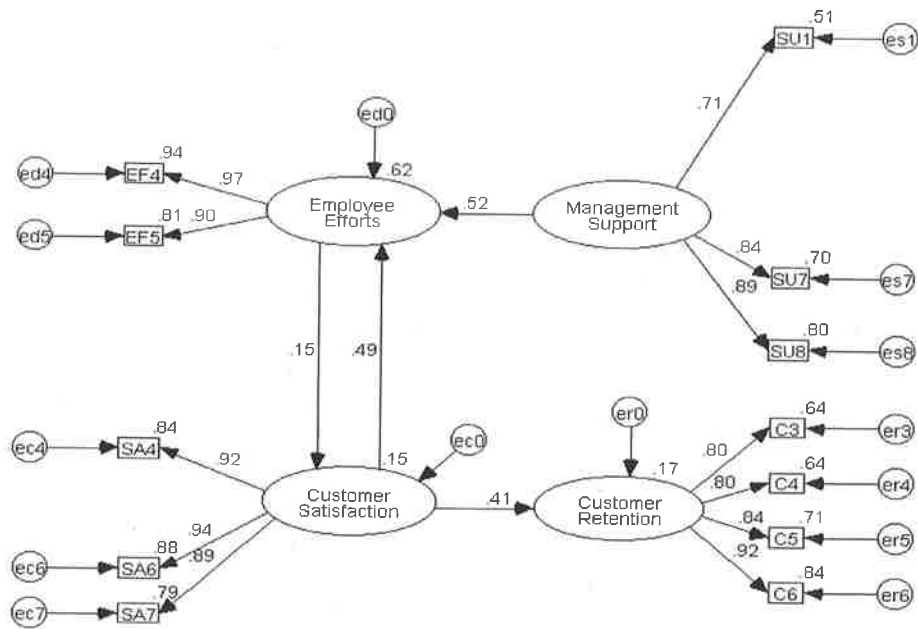 .51
SU1
es1
.71
ed0
.94
ed4
EF4
.97
.62
Employee
Efforts
.52
Management
Support
.81
.90
ed5
EF5
.84
.70
SU7
es7
.89
.80
SU8
es8
.15
.49
.84
ec4
SA4
.92
ec0
er0
.64
C3
er3
.80
.15
.17
.64
.80
C4
er4
Customer
Satisfaction
.41
Customer
Retention
.94
.88
.84
.71
C5
er5
ec6
SA6
.89
.92
.79
.84
ec7
SA7
C6
er6